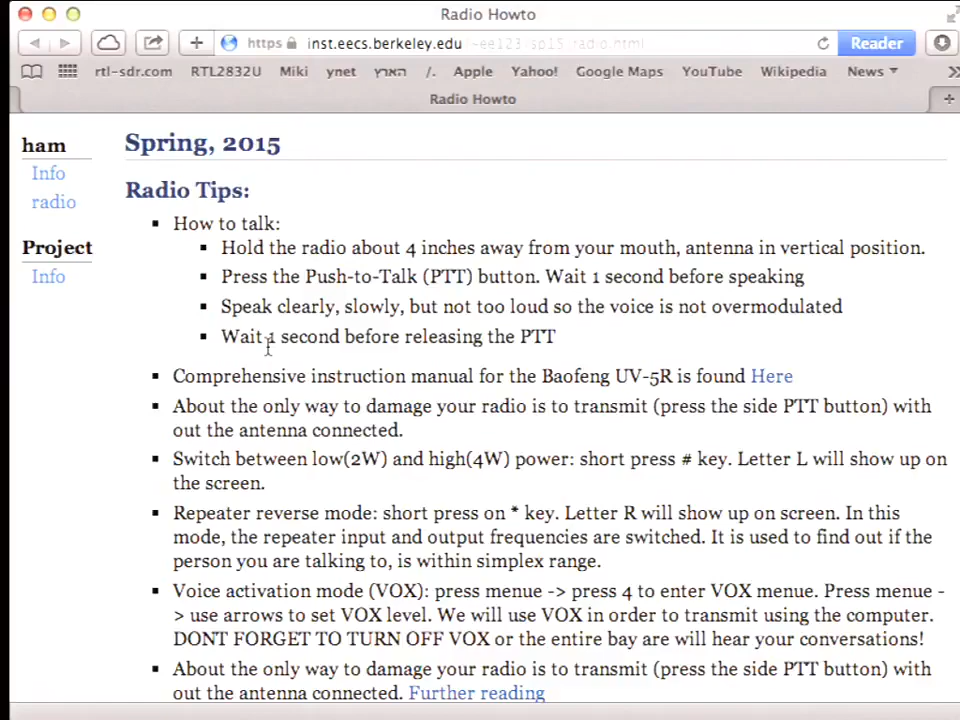 Radio Howto
https inst.eecs.berkeley.edu/~ee123/sp15_radio.html Reader
rtl-sdr.com RTL2832U Miki ynet הארץ /. Apple Yahoo! Google Maps YouTube Wikipedia News
Radio Howto
ham
Info
radio
Project
Info
Spring, 2015
Radio Tips:
How to talk:
Hold the radio about 4 inches away from your mouth, antenna in vertical position.
Press the Push-to-Talk (PTT) button. Wait 1 second before speaking
Speak clearly, slowly, but not too loud so the voice is not overmodulated
Wait 1 second before releasing the PTT
Comprehensive instruction manual for the Baofeng UV-5R is found Here
About the only way to damage your radio is to transmit (press the side PTT button) with
out the antenna connected.
Switch between low(2W) and high(4W) power: short press # key. Letter L will show up on
the screen.
Repeater reverse mode: short press on * key. Letter R will show up on screen. In this
mode, the repeater input and output frequencies are switched. It is used to find out if the
person you are talking to, is within simplex range.
Voice activation mode (VOX): press menue -> press 4 to enter VOX menue. Press menue -
> use arrows to set VOX level. We will use VOX in order to transmit using the computer.
DONT FORGET TO TURN OFF VOX or the entire bay are will hear your conversations!
About the only way to damage your radio is to transmit (press the side PTT button) with
out the antenna connected. Further reading